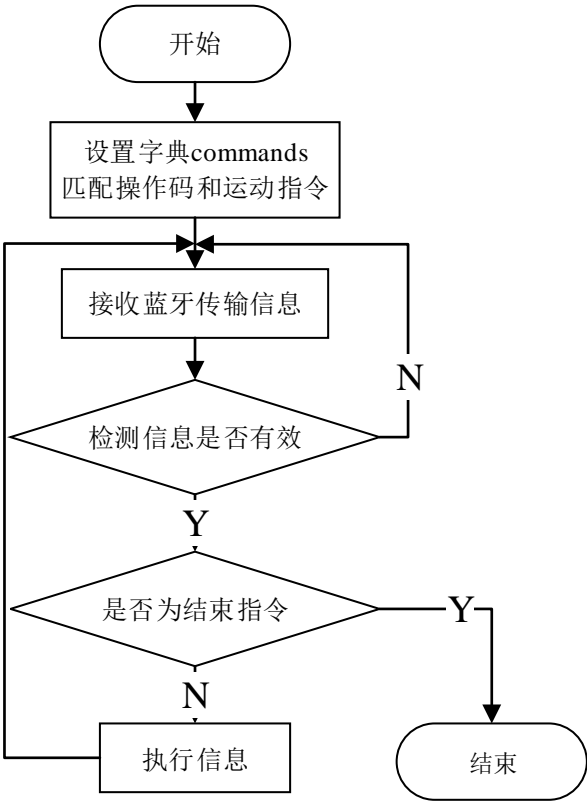 开始
设置字典commands
匹配操作码和运动指令
接收蓝牙传输信息
N
检测信息是否有效
Y
是否为结束指令
Y
N
执行信息
结束